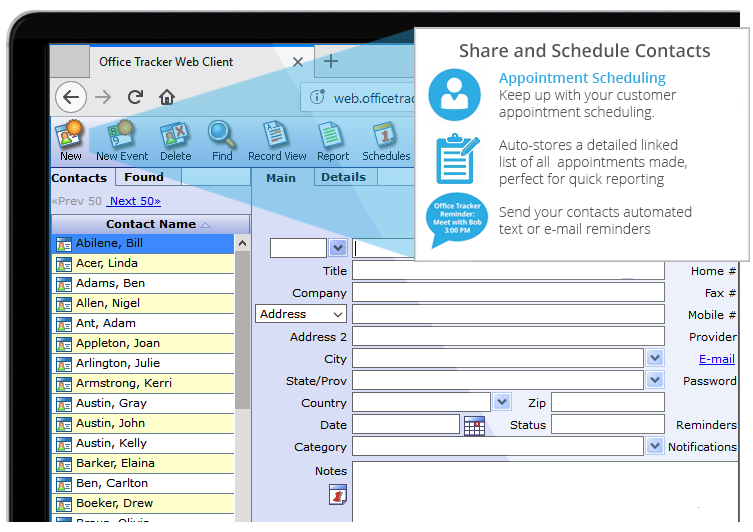 Share and Schedule Contacts
Appointment Scheduling
Keep up with your customer
appointment scheduling.
Auto-stores a detailed linked
list of all appointments made,
perfect for quick reporting
Office Tracker
Reminder:
Meet with Bob
3:00 PM
Send your contacts automated
text or e-mail reminders
Office Tracker Web Client
web.officetrac
New
New Event
Delete
Find
Record View
Report
Schedules
Contacts
Found
Main
Details
«Prev 50 Next 50»
Contact Name
Abilene, Bill
Acer, Linda
Adams, Ben
Allen, Nigel
Ant, Adam
Appleton, Joan
Arlington, Julie
Armstrong, Kerri
Austin, Gray
Austin, John
Austin, Kelly
Barker, Elaina
Ben, Carlton
Boeker, Drew
Title
Home #
Company
Fax #
Address
Mobile #
Address 2
Provider
City
E-mail
State/Prov
Password
Country
Zip
Date
Status
Reminders
Category
Notifications
Notes